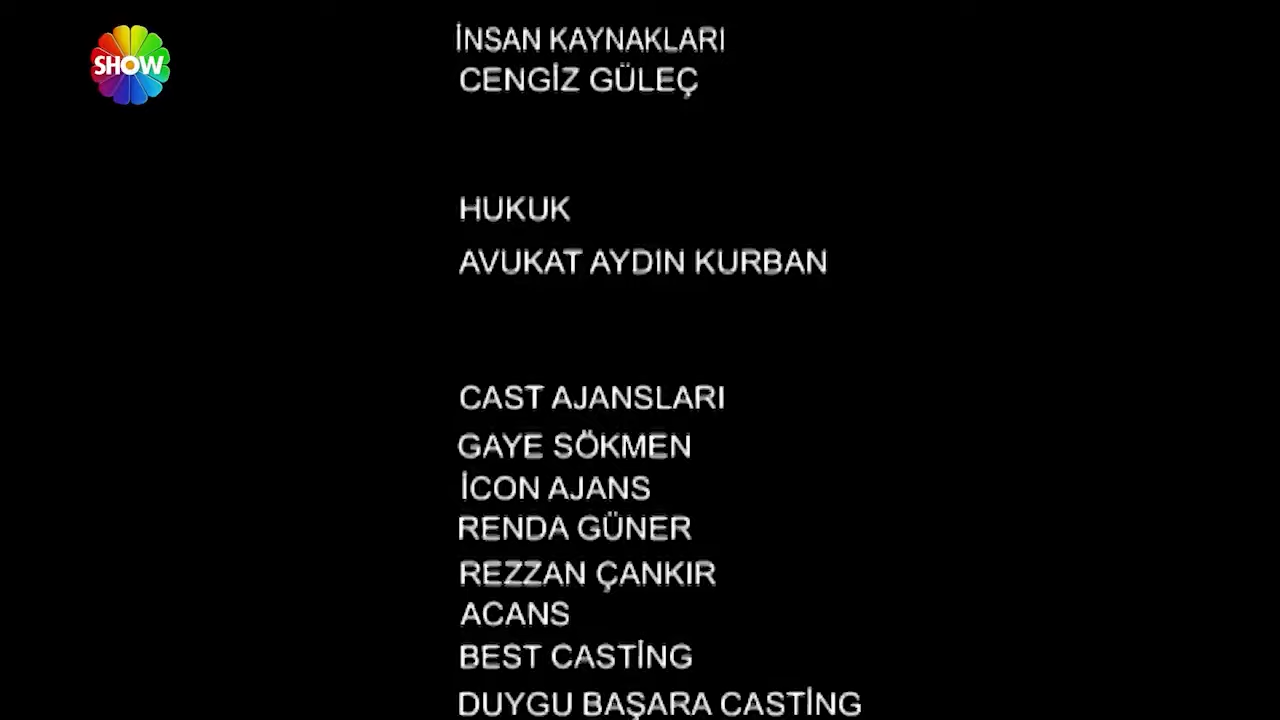 SHOW
İNSAN KAYNAKLARI
CENGİZ GÜLEÇ
HUKUK
AVUKAT AYDIN KURBAN
CAST AJANSLARI
GAYE SÖKMEN
İCON AJANS
RENDA GÜNER
REZZAN ÇANKIR
ACANS
BEST CASTİNG
DUYGU BAŞARA CASTİNG